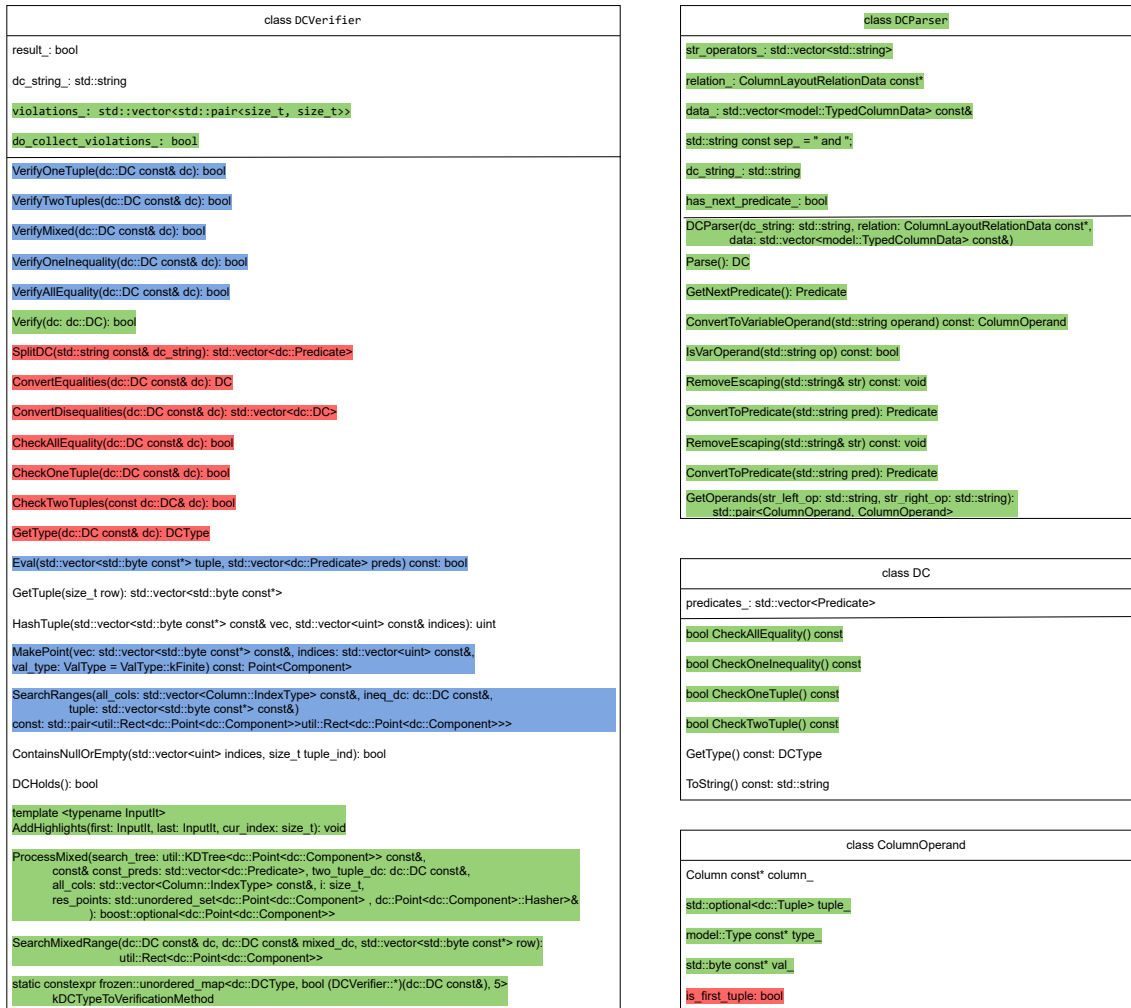 class DCVerifier
result_: bool
dc_string_: std::string
violations_: std::vector<std::pair<size_t, size_t>>
do_collect_violations_: bool
VerifyOneTuple(dc::DC const& dc): bool
VerifyTwoTuples(dc::DC const& dc): bool
VerifyMixed(dc::DC const& dc): bool
VerifyOneInequality(dc::DC const& dc): bool
VerifyAllEquality(dc::DC const& dc): bool
Verify(dc: dc::DC): bool
SplitDC(std::string const& dc_string): std::vector<dc::Predicate>
ConvertEqualities(dc::DC const& dc): DC
ConvertDisequalities(dc::DC const& dc): std::vector<dc::DC>
CheckAllEquality(dc::DC const& dc): bool
CheckOneTuple(dc::DC const& dc): bool
CheckTwoTuples(const dc::DC& dc): bool
GetType(dc::DC const& dc): DCType
Eval(std::vector<std::byte const*> tuple, std::vector<dc::Predicate> preds) const: bool
GetTuple(size_t row): std::vector<std::byte const*>
HashTuple(std::vector<std::byte const*> const& vec, std::vector<uint> const& indices): uint
MakePoint(vec: std::vector<std::byte const*> const&, indices: std::vector<uint> const&,
val_type: ValType = ValType::kFinite) const: Point<Component>
SearchRanges(all_cols: std::vector<Column::IndexType> const&, ineq_dc: dc::DC const&,
tuple: std::vector<std::byte const*> const&)
const: std::pair<util::Rect<dc::Point<dc::Component>>util::Rect<dc::Point<dc::Component>>>
ContainsNullOrEmpty(std::vector<uint> indices, size_t tuple_ind): bool
DCHolds(): bool
template <typename InputIt>
AddHighlights(first: InputIt, last: InputIt, cur_index: size_t): void
ProcessMixed(search_tree: util::KDTree<dc::Point<dc::Component>> const&,
const& const_preds: std::vector<dc::Predicate>, two_tuple_dc: dc::DC const&,
all_cols: std::vector<Column::IndexType> const&, i: size_t,
res_points: std::unordered_set<dc::Point<dc::Component> , dc::Point<dc::Component>::Hasher>&
): boost::optional<dc::Point<dc::Component>>
SearchMixedRange(dc::DC const& dc, dc::DC const& mixed_dc, std::vector<std::byte const*> row):
util::Rect<dc::Point<dc::Component>>
static constexpr frozen::unordered_map<dc::DCType, bool (DCVerifier::*)(dc::DC const&), 5>
kDCTypeToVerificationMethod
class DCParser
str_operators_: std::vector<std::string>
relation_: ColumnLayoutRelationData const*
data_: std::vector<model::TypedColumnData> const&
std::string const sep_ = " and ";
dc_string_: std::string
has_next_predicate_: bool
DCParser(dc_string: std::string, relation: ColumnLayoutRelationData const*,
data: std::vector<model::TypedColumnData> const&)
Parse(): DC
GetNextPredicate(): Predicate
ConvertToVariableOperand(std::string operand) const: ColumnOperand
IsVarOperand(std::string op) const: bool
RemoveEscaping(std::string& str) const: void
ConvertToPredicate(std::string pred): Predicate
RemoveEscaping(std::string& str) const: void
ConvertToPredicate(std::string pred): Predicate
GetOperands(str_left_op: std::string, str_right_op: std::string):
std::pair<ColumnOperand, ColumnOperand>
class DC
predicates_: std::vector<Predicate>
bool CheckAllEquality() const
bool CheckOneInequality() const
bool CheckOneTuple() const
bool CheckTwoTuple() const
GetType() const: DCType
ToString() const: std::string
class ColumnOperand
Column const* column_
std::optional<dc::Tuple> tuple_
model::Type const* type_
std::byte const* val_
is_first_tuple: bool